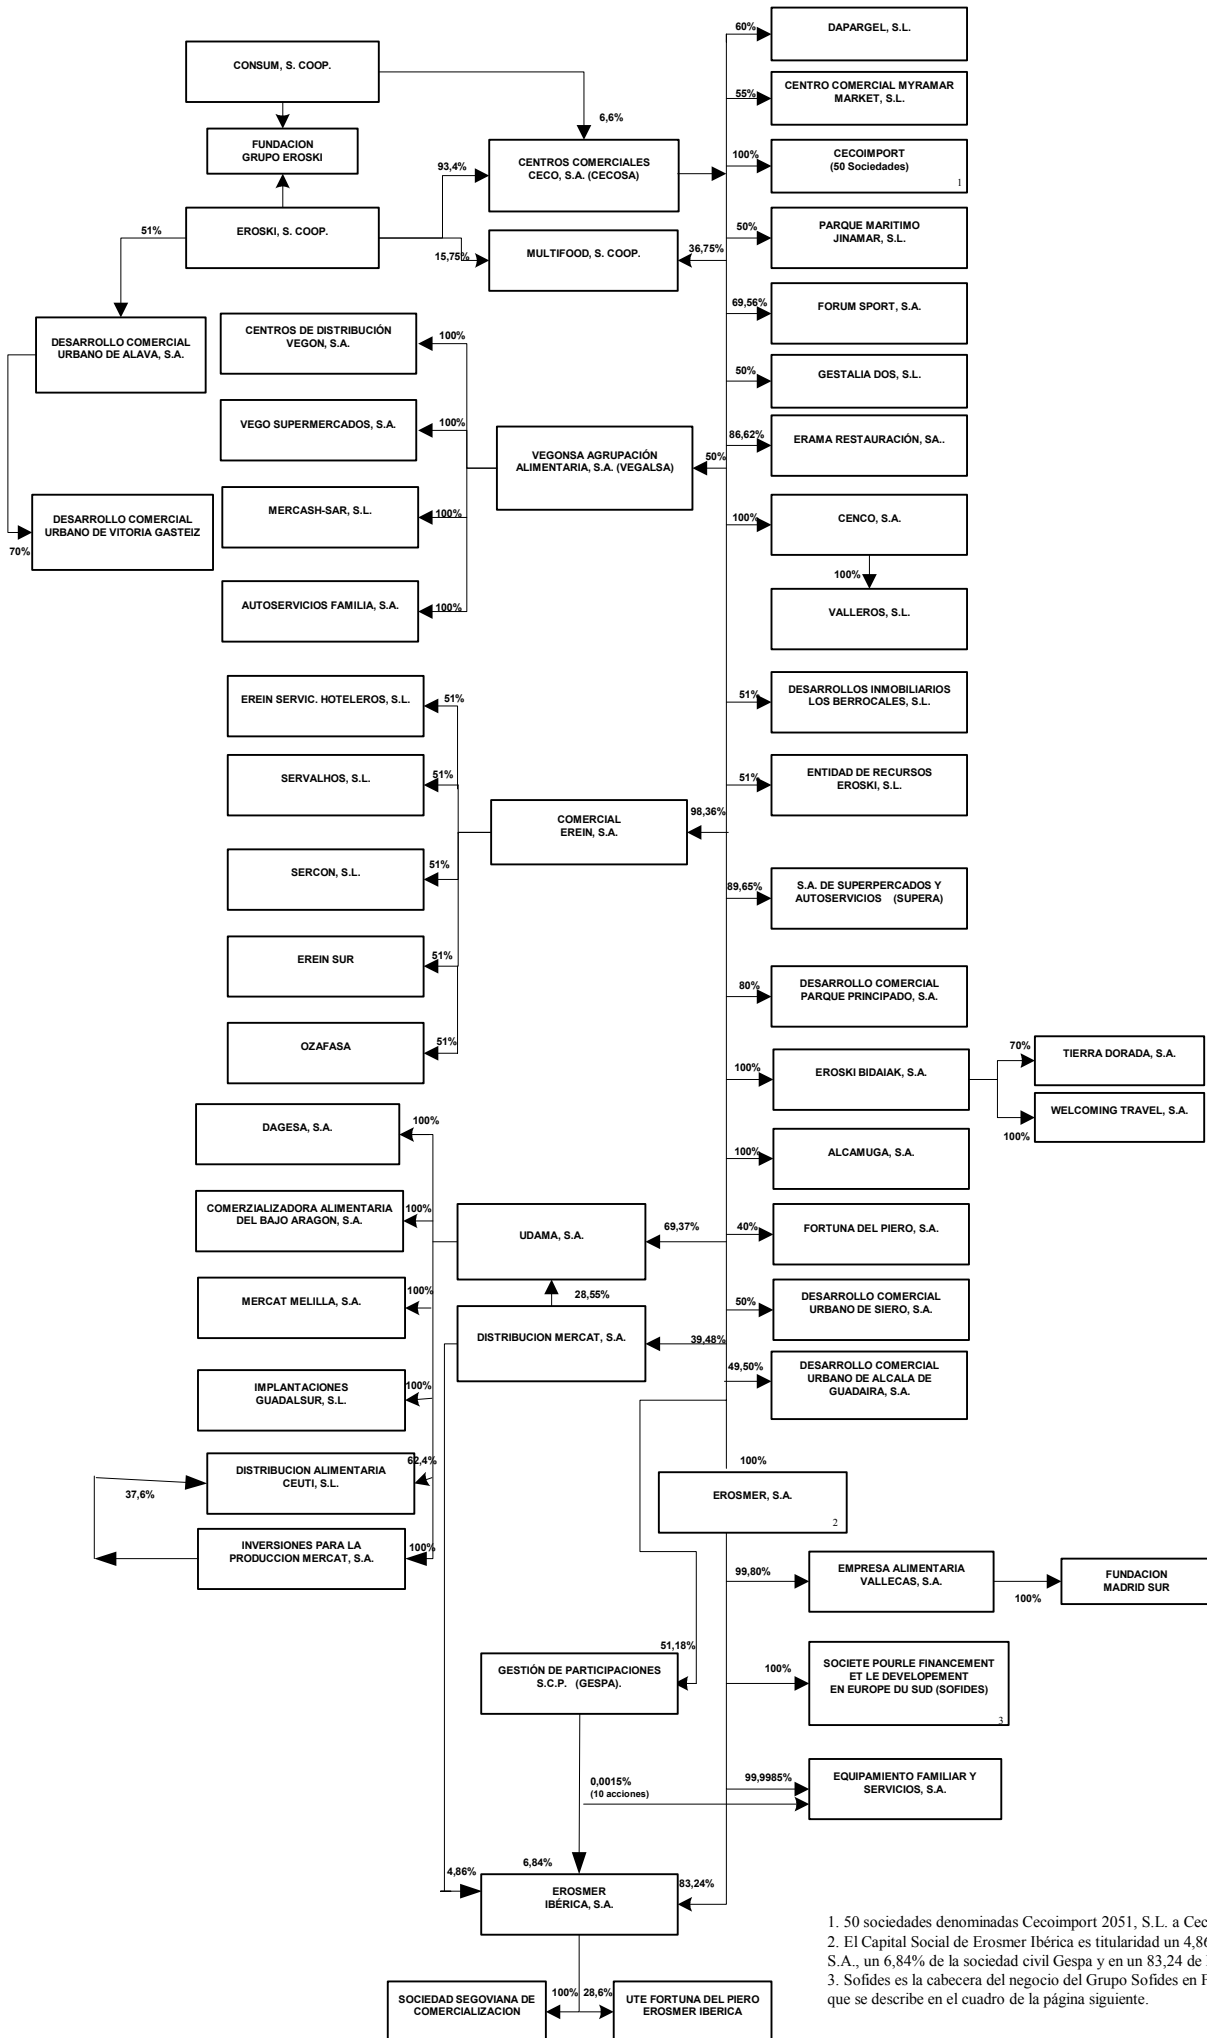 60%
DAPARGEL, S.L.
CONSUM, S. COOP.
55%
CENTRO COMERCIAL MYRAMAR
MARKET, S.L.
6,6%
FUNDACION
GRUPO EROSKI
93,4%
CENTROS COMERCIALES
CECO, S.A. (CECOSA)
100%
CECOIMPORT
(50 Sociedades)
1
51%
EROSKI, S. COOP.
15,75%
MULTIFOOD, S. COOP.
36,75%
50%
PARQUE MARITIMO
JINAMAR, S.L.
69,56%
FORUM SPORT, S.A.
DESARROLLO COMERCIAL
URBANO DE ALAVA, S.A.
CENTROS DE DISTRIBUCIÓN
VEGON, S.A.
100%
50%
GESTALIA DOS, S.L.
VEGO SUPERMERCADOS, S.A.
100%
VEGONSA AGRUPACIÓN
ALIMENTARIA, S.A. (VEGALSA)
50%
86,62%
ERAMA RESTAURACIÓN, SA..
DESARROLLO COMERCIAL
URBANO DE VITORIA GASTEIZ
70%
MERCASH-SAR, S.L.
100%
100%
CENCO, S.A.
100%
VALLEROS, S.L.
AUTOSERVICIOS FAMILIA, S.A.
100%
EREIN SERVIC. HOTELEROS, S.L.
51%
51%
DESARROLLOS INMOBILIARIOS
LOS BERROCALES, S.L.
SERVALHOS, S.L.
51%
51%
ENTIDAD DE RECURSOS
EROSKI, S.L.
COMERCIAL
EREIN, S.A.
98,36%
SERCON, S.L.
51%
89,65%
S.A. DE SUPERPERCADOS Y
AUTOSERVICIOS (SUPERA)
EREIN SUR
51%
80%
DESARROLLO COMERCIAL
PARQUE PRINCIPADO, S.A.
OZAFASA
51%
100%
EROSKI BIDAIAK, S.A.
70%
TIERRA DORADA, S.A.
WELCOMING TRAVEL, S.A.
100%
DAGESA, S.A.
100%
100%
ALCAMUGA, S.A.
COMERZIALIZADORA ALIMENTARIA
DEL BAJO ARAGON, S.A.
100%
UDAMA, S.A.
69,37%
40%
FORTUNA DEL PIERO, S.A.
MERCAT MELILLA, S.A.
100%
28,55%
DISTRIBUCION MERCAT, S.A.
39,48%
50%
DESARROLLO COMERCIAL
URBANO DE SIERO, S.A.
49,50%
DESARROLLO COMERCIAL
URBANO DE ALCALA DE
GUADAIRA, S.A.
IMPLANTACIONES
GUADALSUR, S.L.
100%
DISTRIBUCION ALIMENTARIA
CEUTI, S.L.
62,4%
37,6%
100%
EROSMER, S.A.
2
INVERSIONES PARA LA
PRODUCCION MERCAT, S.A.
100%
99,80%
EMPRESA ALIMENTARIA
VALLECAS, S.A.
100%
FUNDACION
MADRID SUR
51,18%
GESTIÓN DE PARTICIPACIONES
S.C.P. (GESPA).
100%
SOCIETE POURLE FINANCEMENT
ET LE DEVELOPEMENT
EN EUROPE DU SUD (SOFIDES)
3
0,0015%
(10 acciones)
99,9985%
EQUIPAMIENTO FAMILIAR Y
SERVICIOS, S.A.
4,86%
6,84%
EROSMER
IBÉRICA, S.A.
83,24%
1. 50 sociedades denominadas Cecoimport 2051, S.L. a Cec
2. El Capital Social de Erosmer Ibérica es titularidad un 4,86
S.A., un 6,84% de la sociedad civil Gespa y en un 83,24 de
3. Sofides es la cabecera del negocio del Grupo Sofides en F
que se describe en el cuadro de la página siguiente.
SOCIEDAD SEGOVIANA DE
COMERCIALIZACION
100%
28,6%
UTE FORTUNA DEL PIERO
EROSMER IBERICA